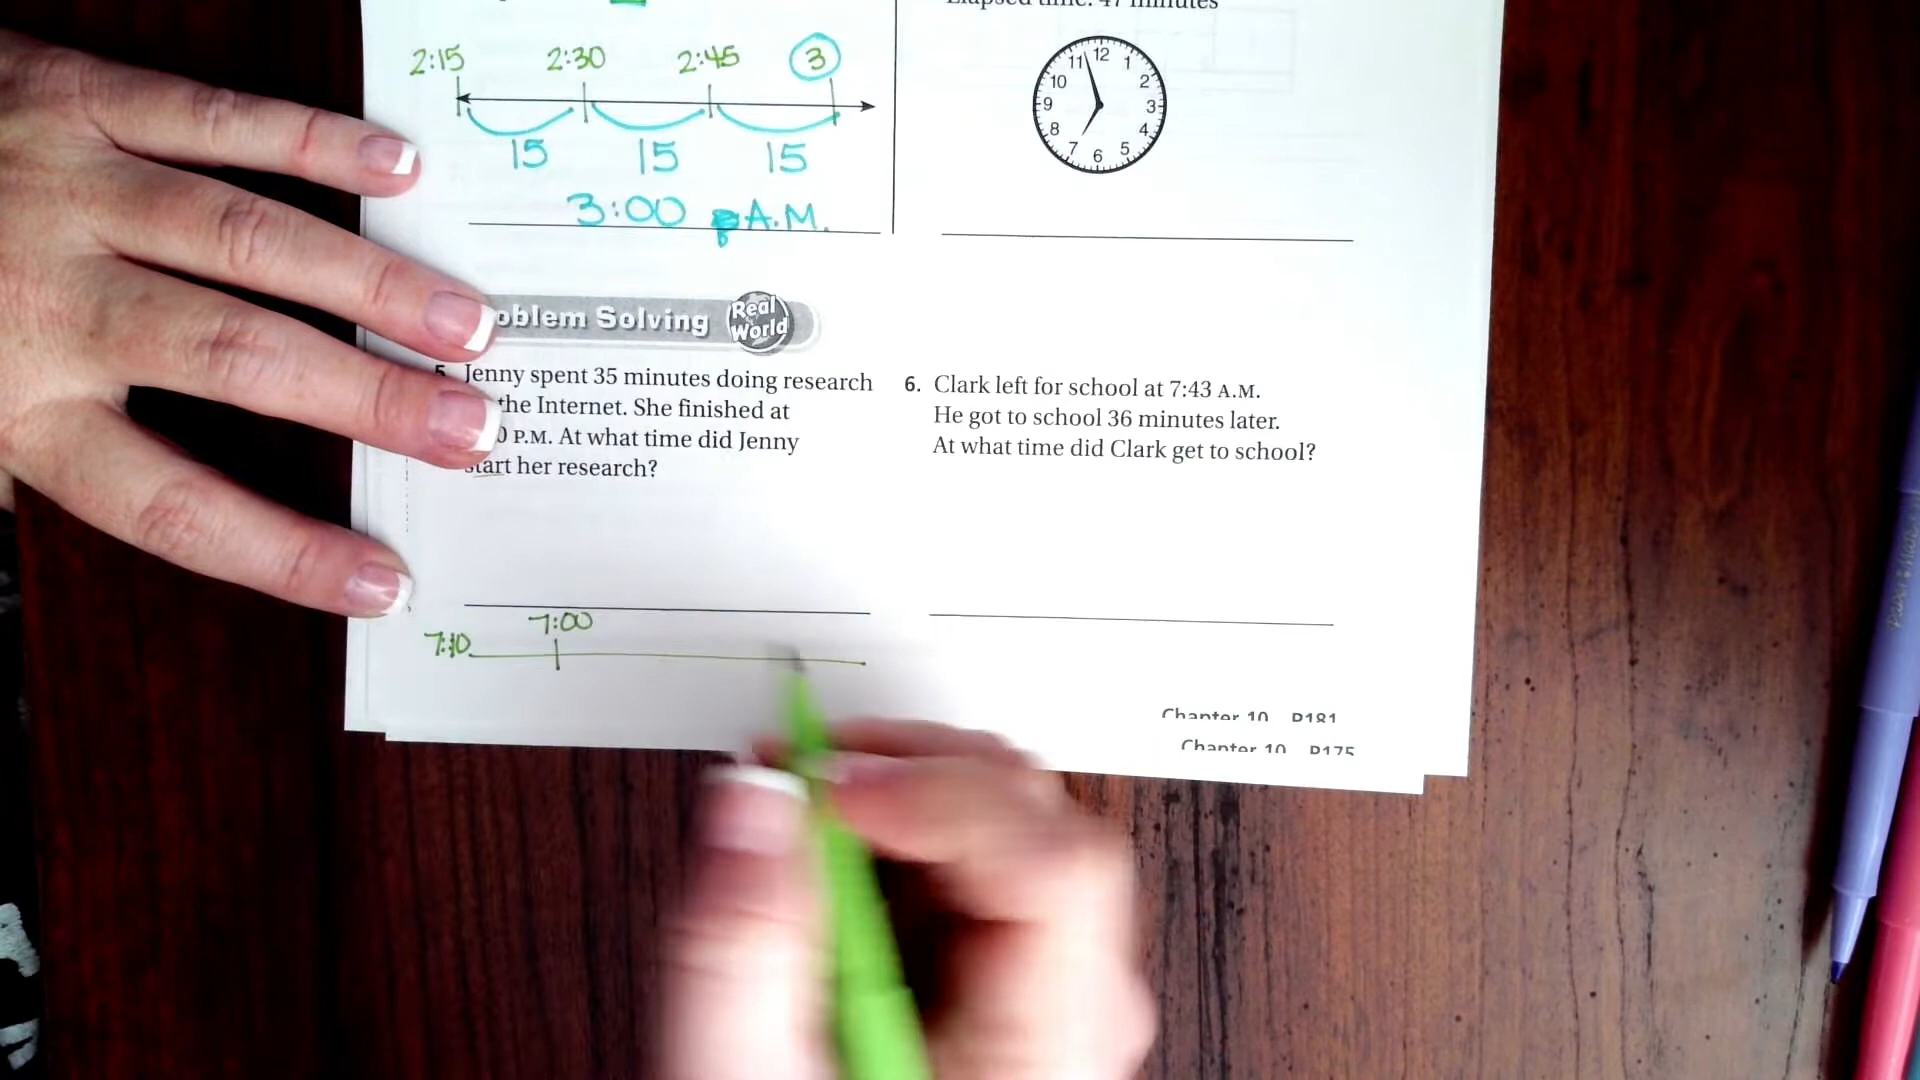 Elapsed time: 47 minutes
2:15 2:30 2:45 3
15 15 15
3:00 A.M.
12 1 2 3 4 5 6 7 8 9 10 11
oblem Solving Real World
5. Jenny spent 35 minutes doing research
the Internet. She finished at
0 P.M. At what time did Jenny
start her research?
6. Clark left for school at 7:43 A.M.
He got to school 36 minutes later.
At what time did Clark get to school?
7:10 7:00
Chapter 10 P181
Chapter 10 P175